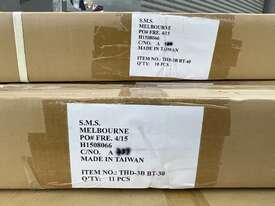 S.M.S.
MELBOURNE
PO# FRE. 4/15
H1508066
C/NO. A
MADE IN TAIWAN
ITEM NO.: THD-3B BT-40
Q'TY: 10 PCS
S.M.S.
MELBOURNE
PO# FRE. 4/15
H1508066
C/NO. A
MADE IN TAIWAN
ITEM NO.: THD-3B BT-30
Q'TY: 11 PCS